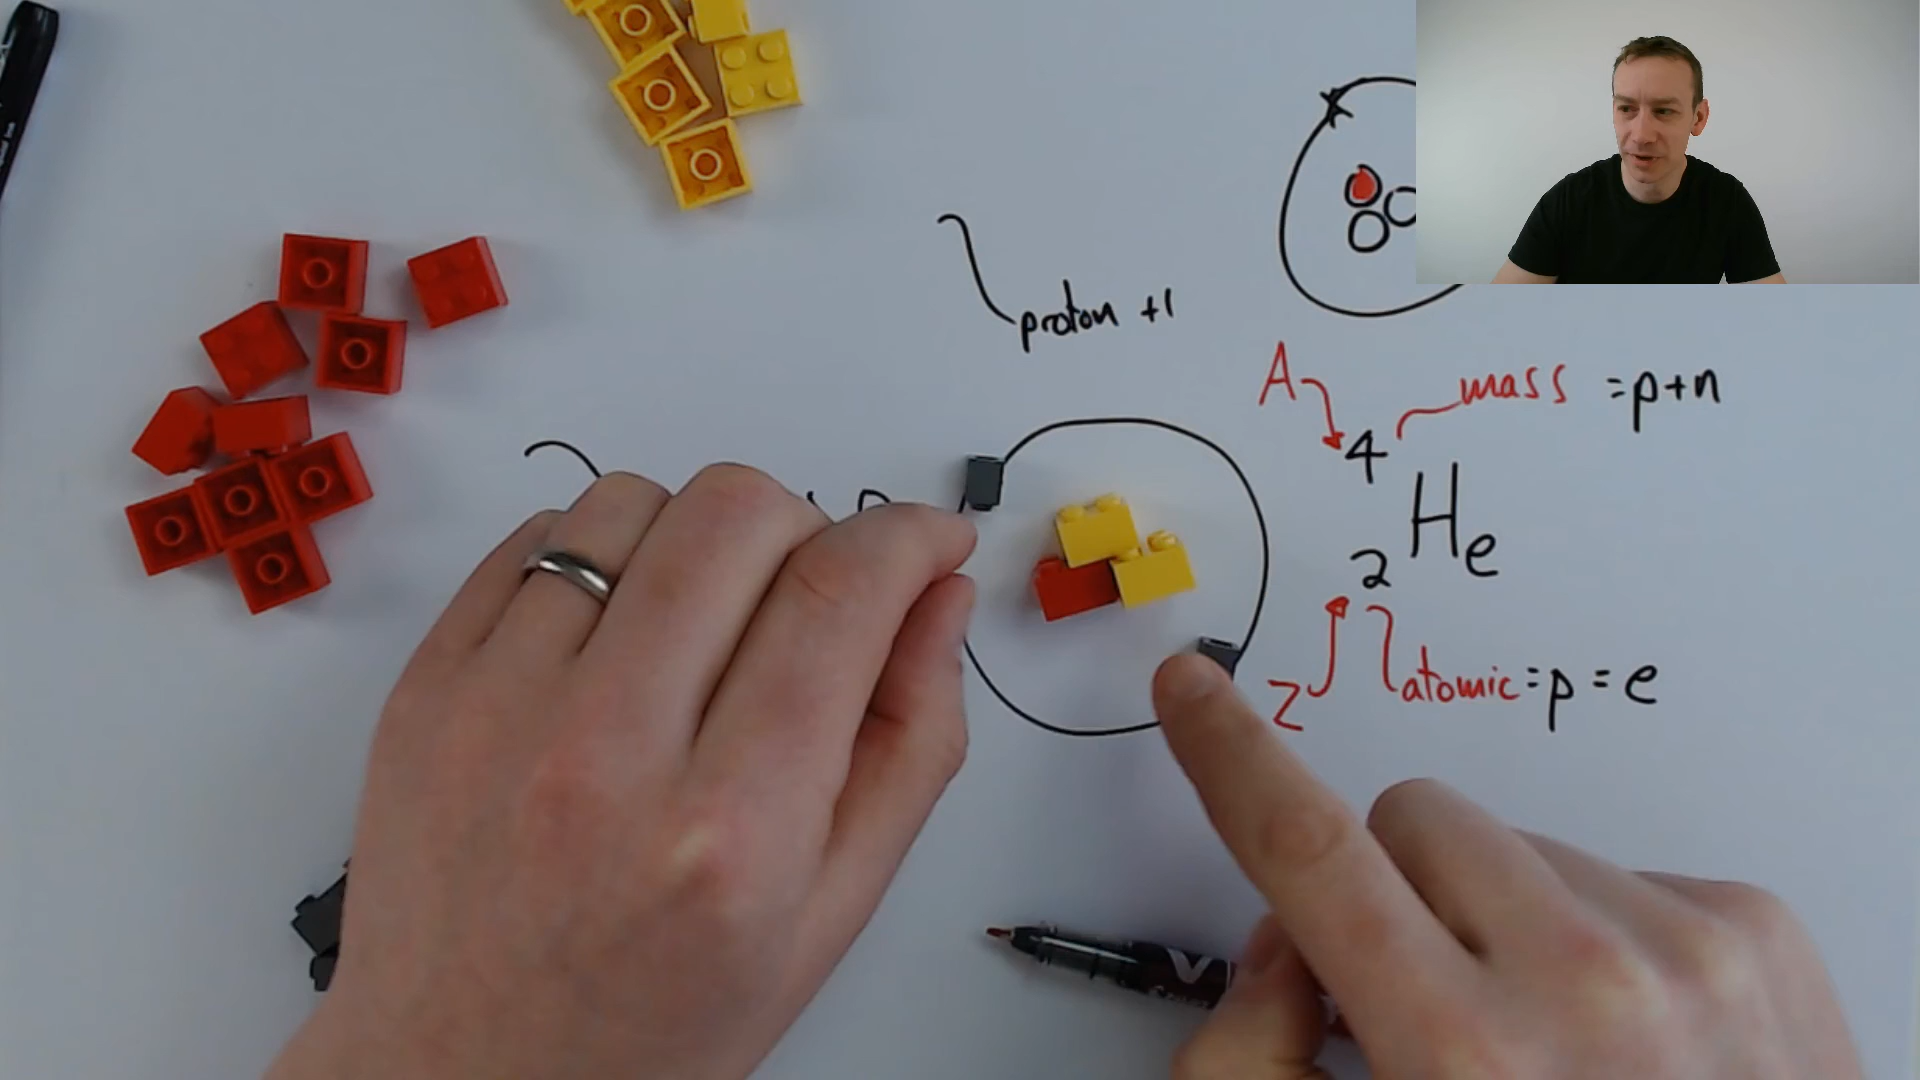 proton +1
A
mass = p+n
4
He
2
Z
atomic = p = e
V